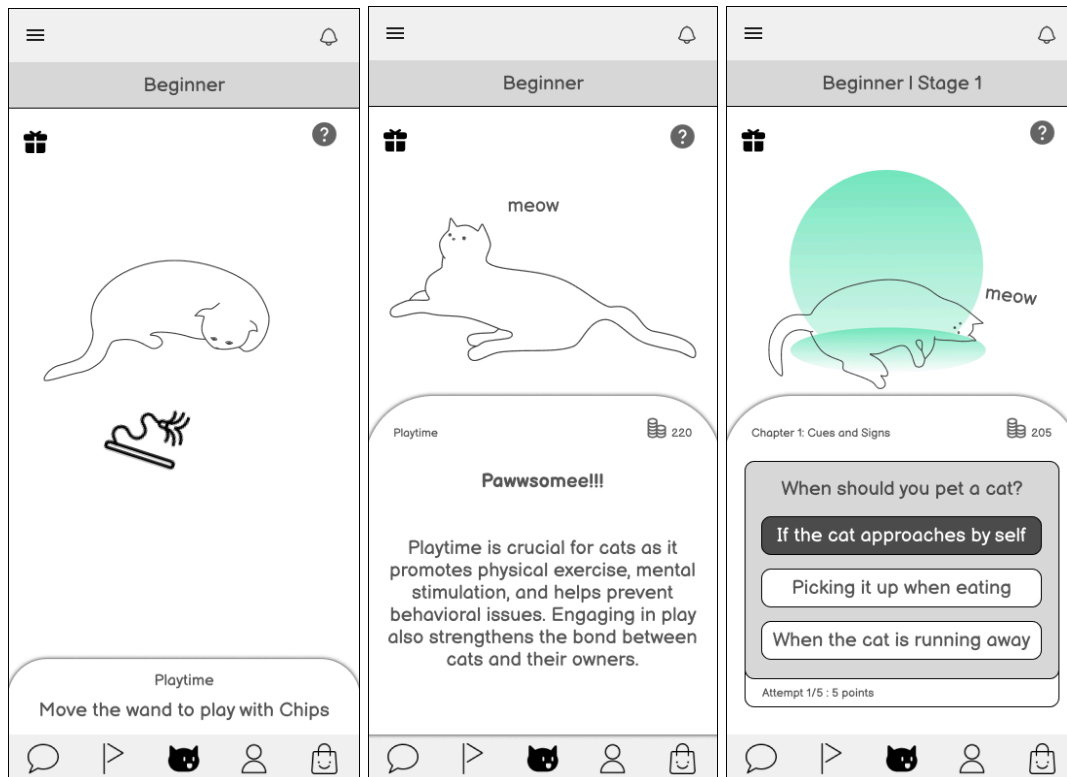 Beginner
?
Playtime
Move the wand to play with Chips
Beginner
?
meow
Playtime
220
Pawwsomee!!!
Playtime is crucial for cats as it
promotes physical exercise, mental
stimulation, and helps prevent
behavioral issues. Engaging in play
also strengthens the bond between
cats and their owners.
Beginner | Stage 1
?
meow
Chapter 1: Cues and Signs
205
When should you pet a cat?
If the cat approaches by self
Picking it up when eating
When the cat is running away
Attempt 1/5 : 5 points